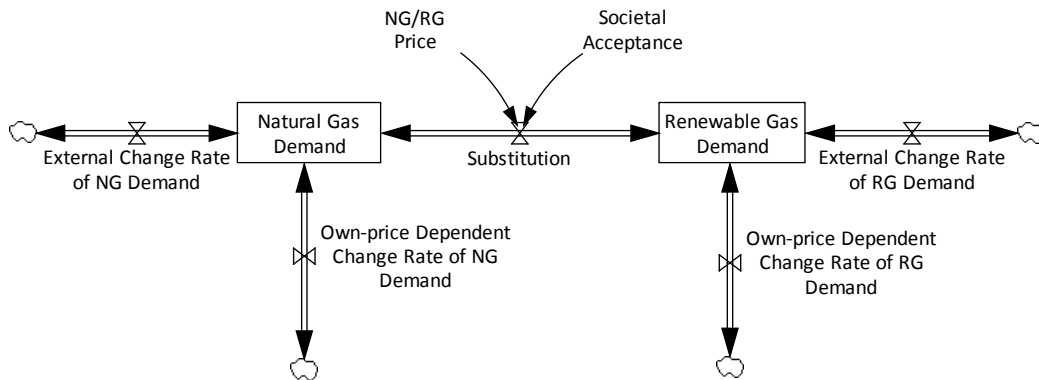 NG/RG
Price
Societal
Acceptance
Natural Gas
Demand
Renewable Gas
Demand
External Change Rate
of NG Demand
Substitution
External Change Rate
of RG Demand
Own-price Dependent
Change Rate of NG
Demand
Own-price Dependent
Change Rate of RG
Demand